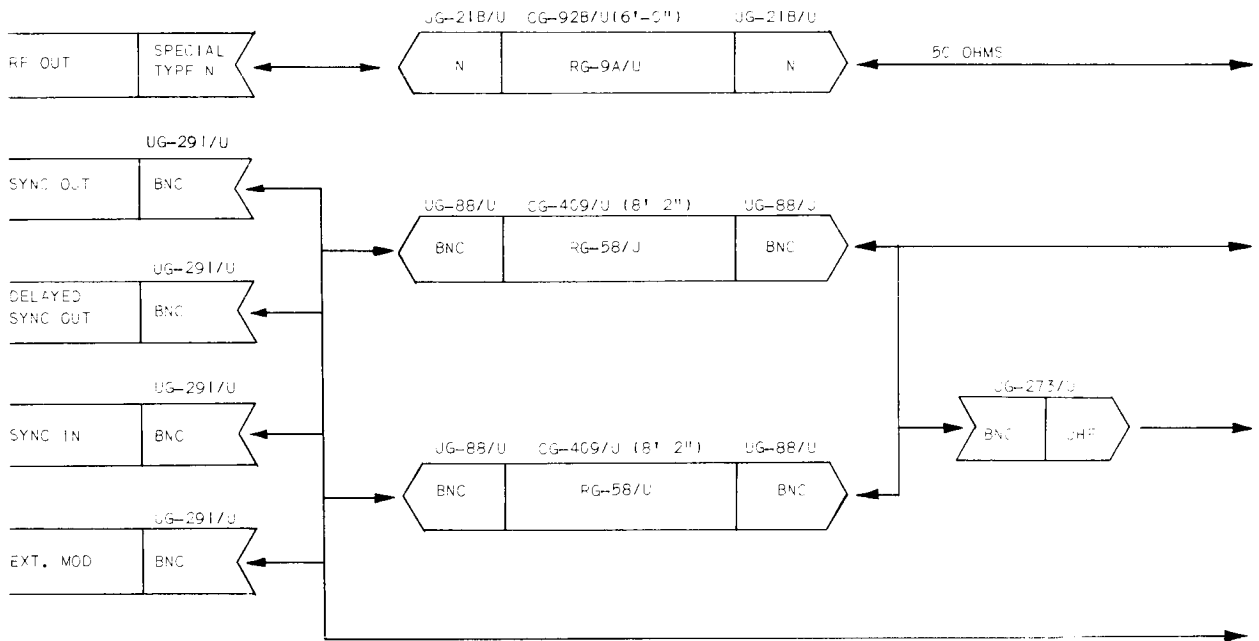 UG-21B/U CG-92B/U(6'-0") UG-21B/U
RF OUT
SPECIAL
TYPE N
N
RG-9A/U
N
50 OHMS
UG-291/U
SYNC OUT
BNC
UG-88/U CG-409/U (8' 2") UG-88/U
BNC
RG-58/U
BNC
UG-291/U
DELAYED
SYNC OUT
BNC
UG-291/U
SYNC IN
BNC
UG-273/U
BNC
UHF
UG-88/U CG-409/U (8' 2") UG-88/U
BNC
RG-58/U
BNC
UG-291/U
EXT. MOD
BNC